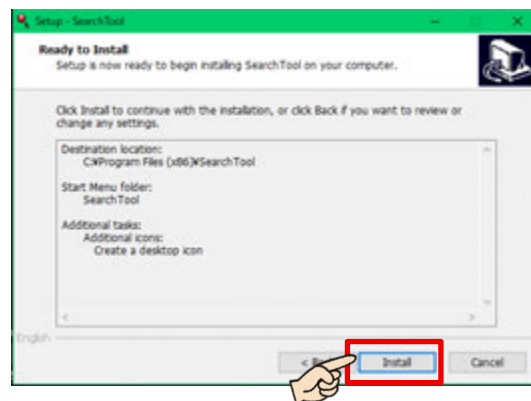 Setup - SearchTool
Ready to Install
Setup is now ready to begin installing SearchTool on your computer.
Click Install to continue with the installation, or click Back if you want to review or
change any settings.
Destination location:
C:¥Program Files (x86)¥SearchTool
Start Menu folder:
SearchTool
Additional tasks:
Additional icons:
Create a desktop icon
English
Install
Cancel